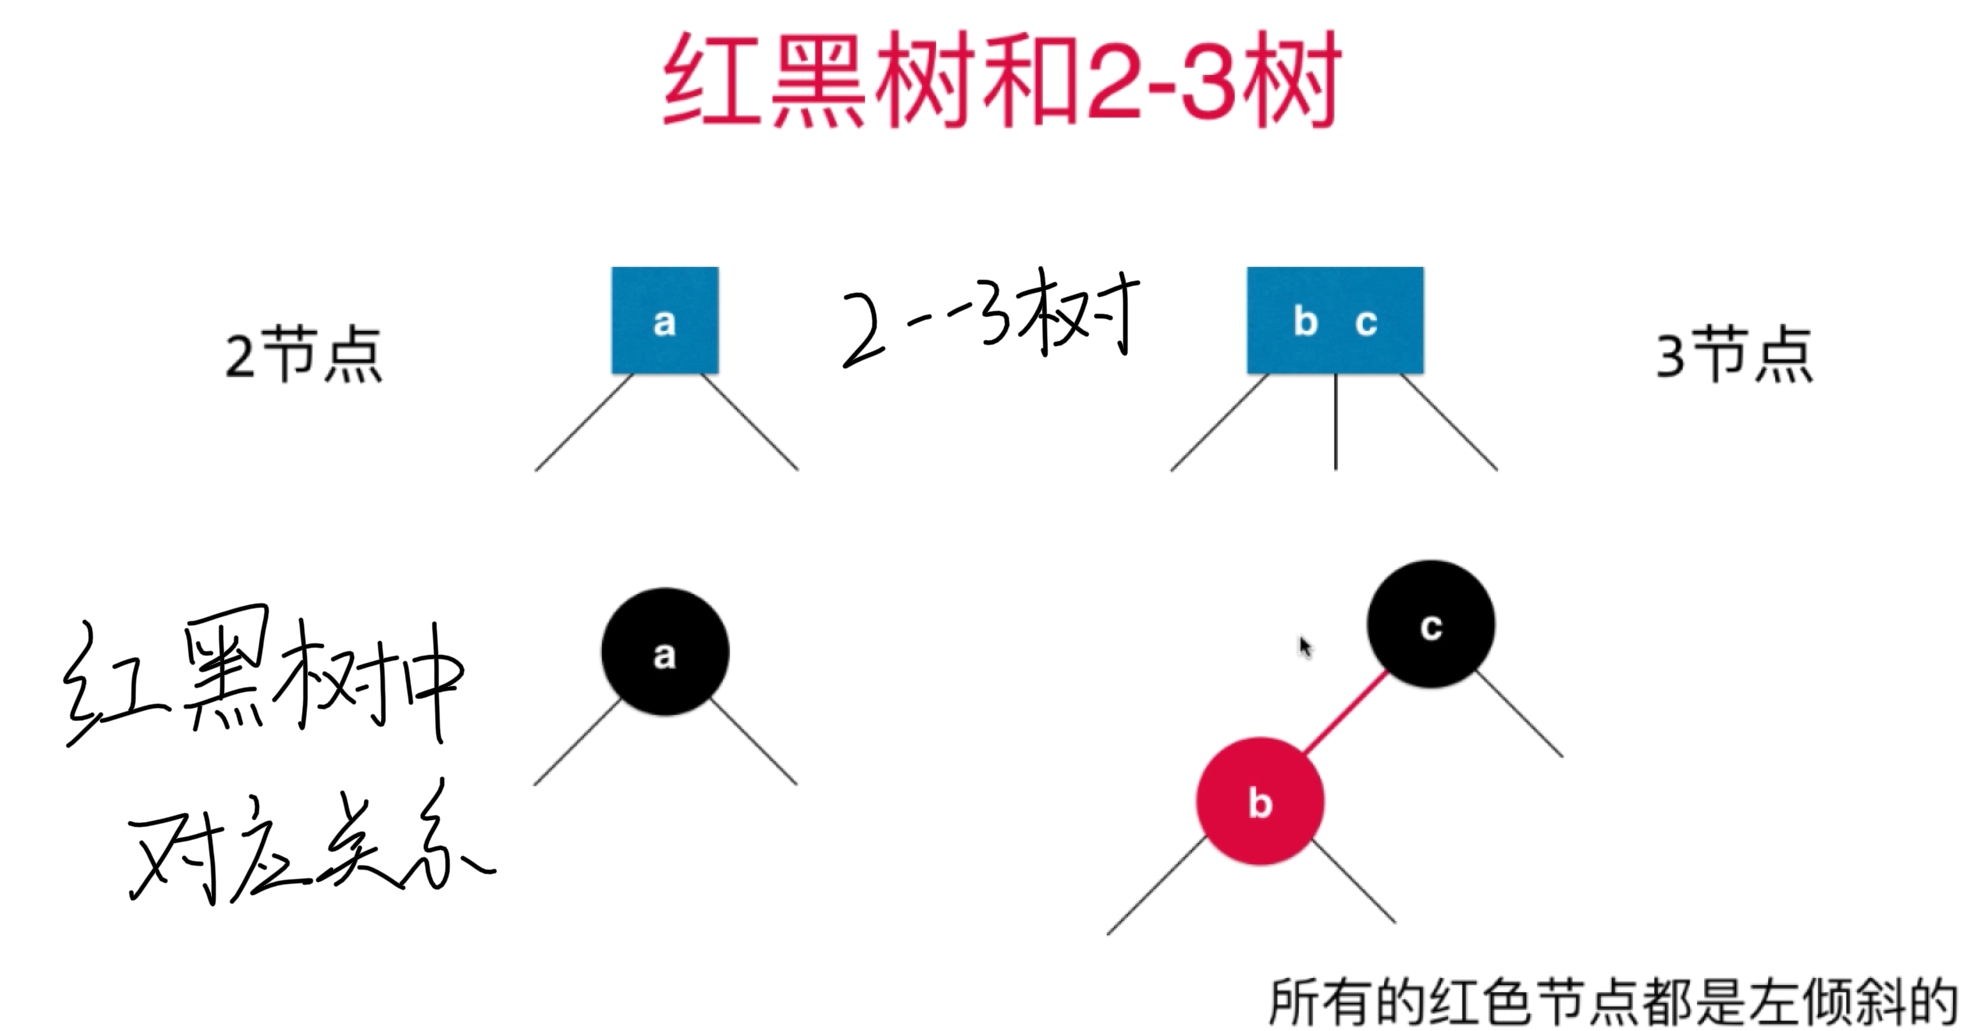 红黑树和2-3树
2节点
a
2--3树
b c
3节点
红黑树中
对应关系
a
c
b
所有的红色节点都是左倾斜的